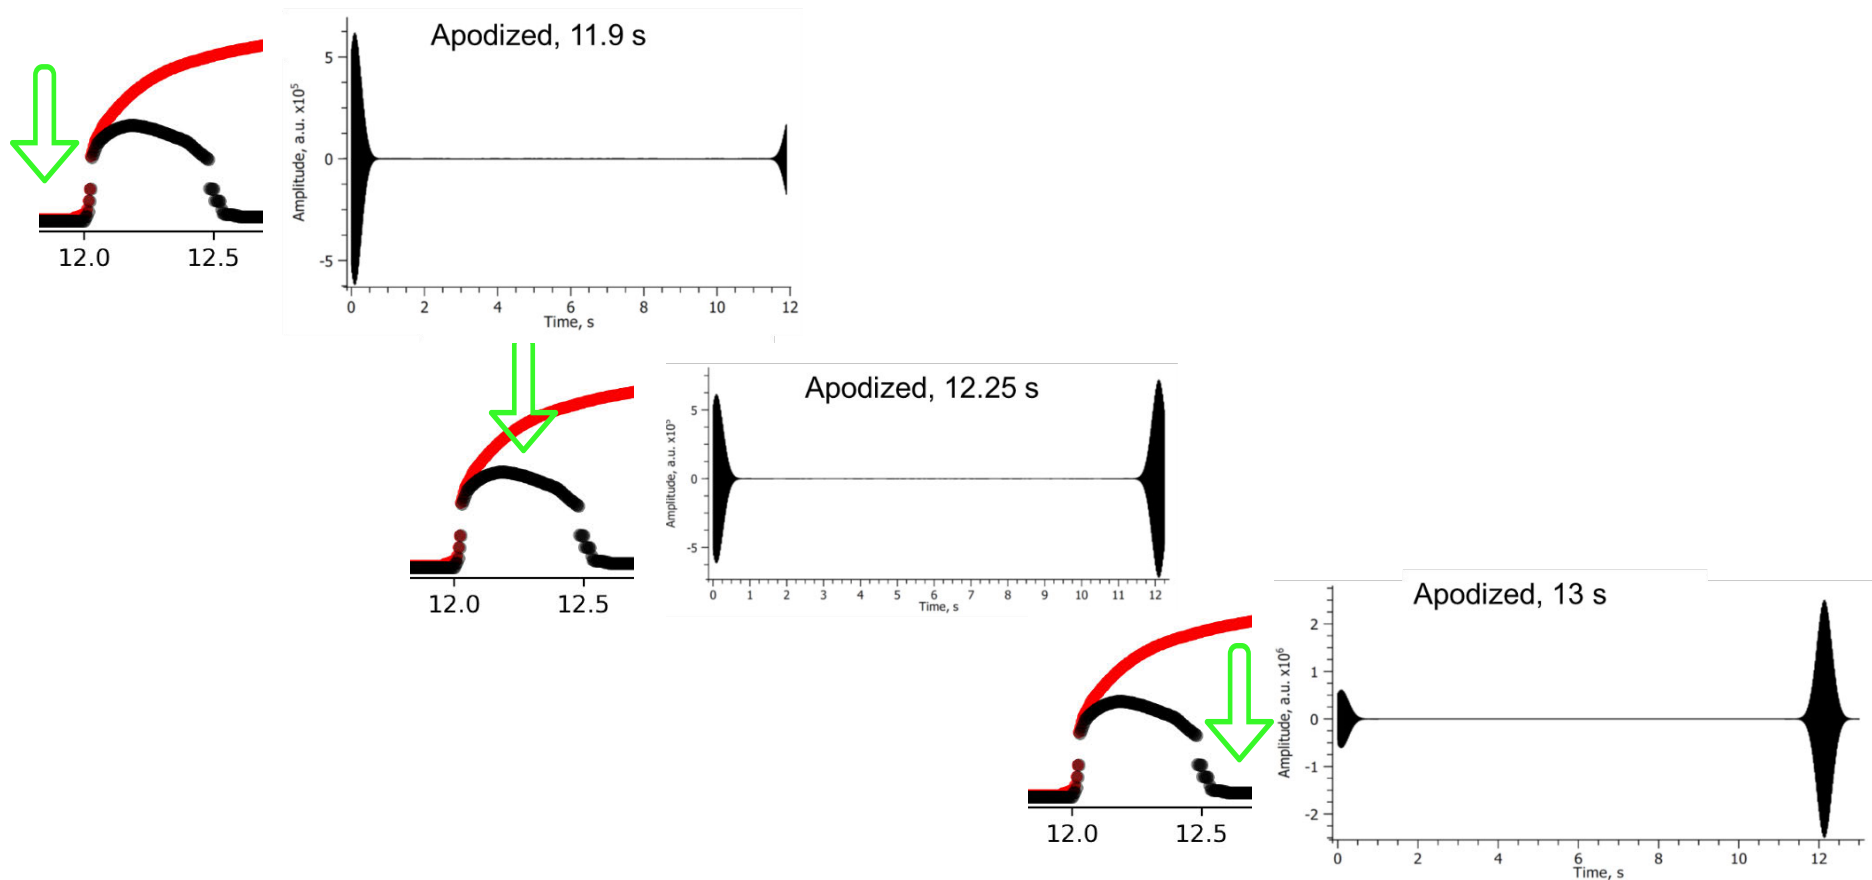 Apodized, 11.9 s
Amplitude, a.u. x10⁵
5
0
-5
0 2 4 6 8 10 12
Time, s
12.0 12.5
Apodized, 12.25 s
Amplitude, a.u. x10⁵
5
0
-5
0 1 2 3 4 5 6 7 8 9 10 11 12
Time, s
12.0 12.5
Apodized, 13 s
Amplitude, a.u. x10⁶
2
1
0
-1
-2
0 2 4 6 8 10 12
Time, s
12.0 12.5